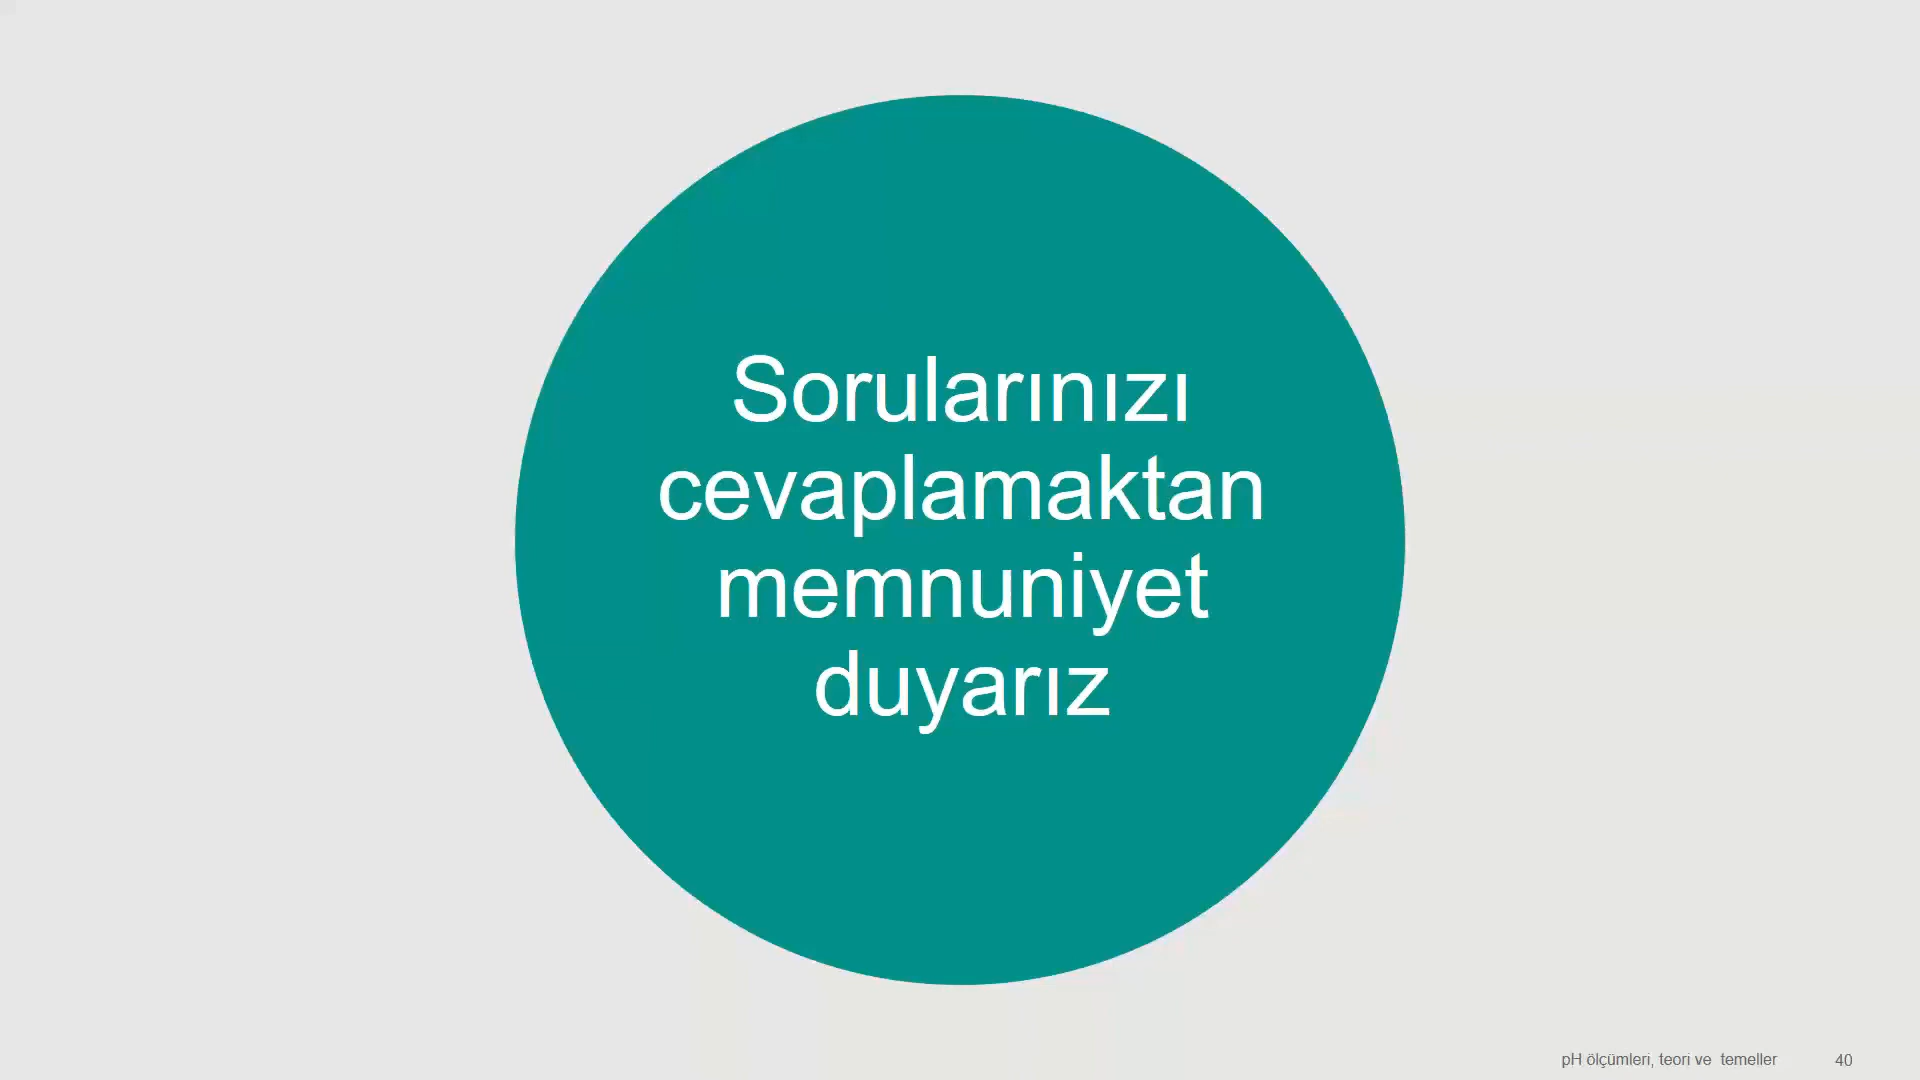 Sorularınızı
cevaplamaktan
memnuniyet
duyarız
pH ölçümleri, teori ve  temeller 40